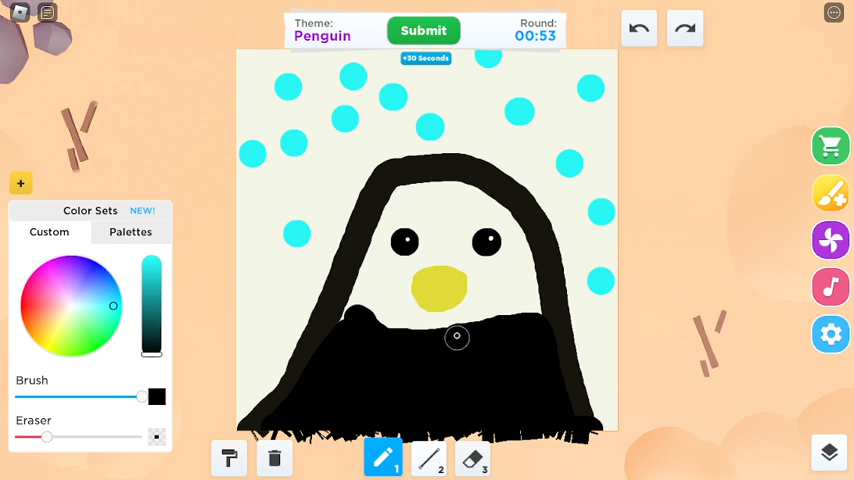 Theme:
Penguin
Submit
Round:
00:53
+30 Seconds
+
Color Sets NEW!
Custom
Palettes
Brush
Eraser
1
2
3